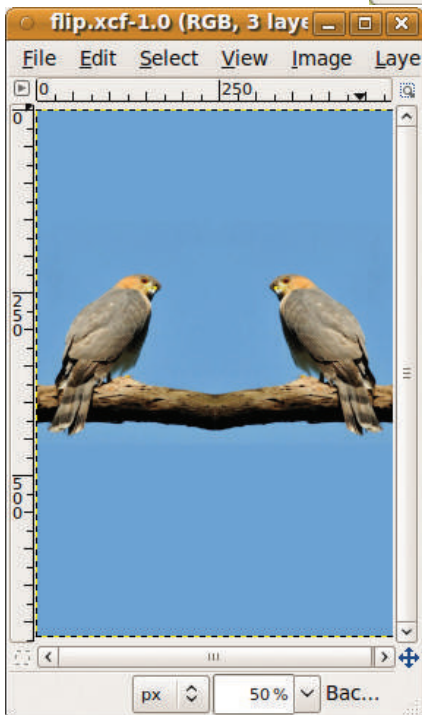 flip.xcf-1.0 (RGB, 3 laye
File Edit Select View Image Laye
0 250
0
250
500
px 50 % Bac...